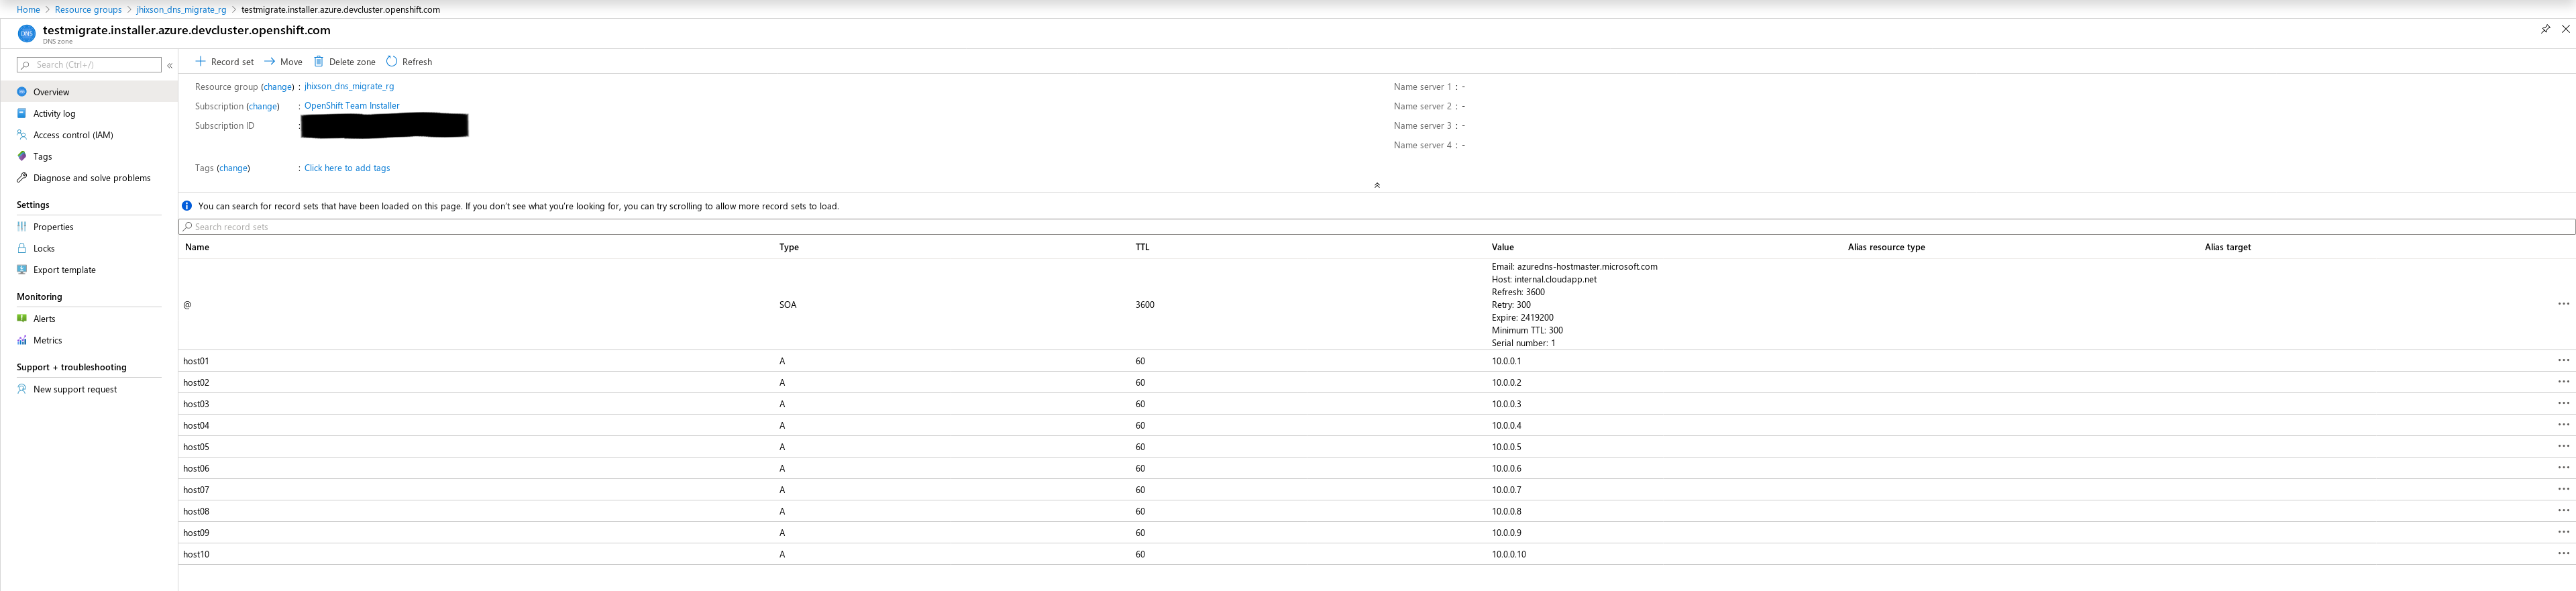 Home > Resource groups > jhixson_dns_migrate_rg > testmigrate.installer.azure.devcluster.openshift.com
DNS
testmigrate.installer.azure.devcluster.openshift.com
DNS zone
Search (Ctrl+/)
«
Overview
Activity log
Access control (IAM)
Tags
Diagnose and solve problems
Settings
Properties
Locks
Export template
Monitoring
Alerts
Metrics
Support + troubleshooting
New support request
Record set Move Delete zone Refresh
Resource group (change) : jhixson_dns_migrate_rg
Subscription (change) : OpenShift Team Installer
Subscription ID :
Tags (change) : Click here to add tags
Name server 1 : -
Name server 2 : -
Name server 3 : -
Name server 4 : -
You can search for record sets that have been loaded on this page. If you don't see what you're looking for, you can try scrolling to allow more record sets to load.
Search record sets
Name Type TTL Value Alias resource type Alias target
@ SOA 3600
Email: azuredns-hostmaster.microsoft.com
Host: internal.cloudapp.net
Refresh: 3600
Retry: 300
Expire: 2419200
Minimum TTL: 300
Serial number: 1
host01 A 60 10.0.0.1
host02 A 60 10.0.0.2
host03 A 60 10.0.0.3
host04 A 60 10.0.0.4
host05 A 60 10.0.0.5
host06 A 60 10.0.0.6
host07 A 60 10.0.0.7
host08 A 60 10.0.0.8
host09 A 60 10.0.0.9
host10 A 60 10.0.0.10